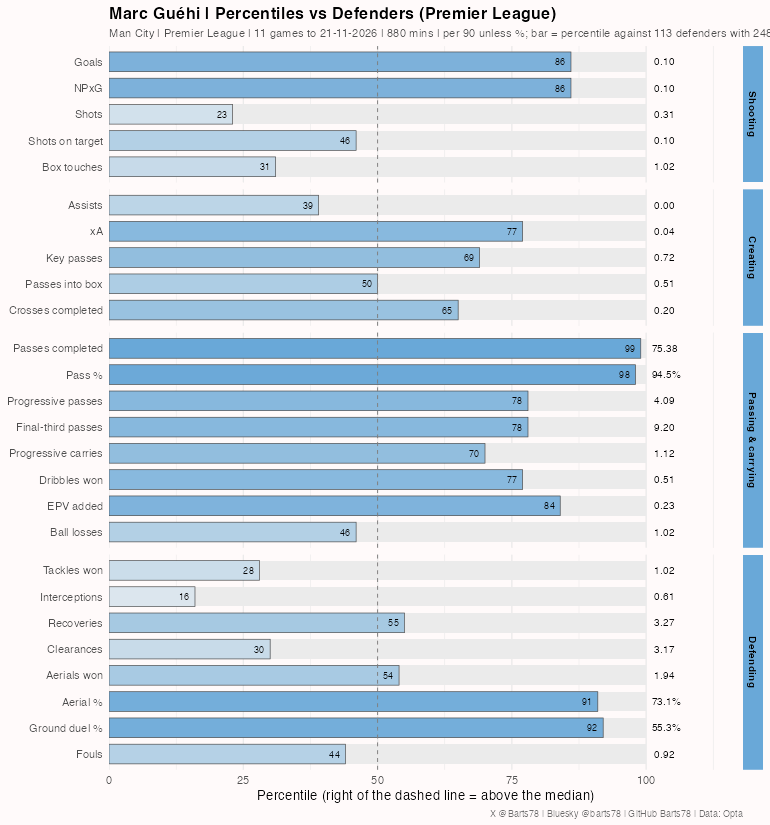 Marc Guéhi | Percentiles vs Defenders (Premier League)
Man City | Premier League | 11 games to 21-11-2026 | 880 mins | per 90 unless %; bar = percentile against 113 defenders with 248
Goals 86 0.10
NPxG 86 0.10
Shots 23 0.31
Shots on target 46 0.10
Box touches 31 1.02
Shooting
Assists 39 0.00
xA 77 0.04
Key passes 69 0.72
Passes into box 50 0.51
Crosses completed 65 0.20
Creating
Passes completed 99 75.38
Pass % 98 94.5%
Progressive passes 78 4.09
Final-third passes 78 9.20
Progressive carries 70 1.12
Dribbles won 77 0.51
EPV added 84 0.23
Ball losses 46 1.02
Passing & carrying
Tackles won 28 1.02
Interceptions 16 0.61
Recoveries 55 3.27
Clearances 30 3.17
Aerials won 54 1.94
Aerial % 91 73.1%
Ground duel % 92 55.3%
Fouls 44 0.92
Defending
0 25 50 75 100
Percentile (right of the dashed line = above the median)
X @Barts78 | Bluesky @barts78 | GitHub Barts78 | Data: Opta